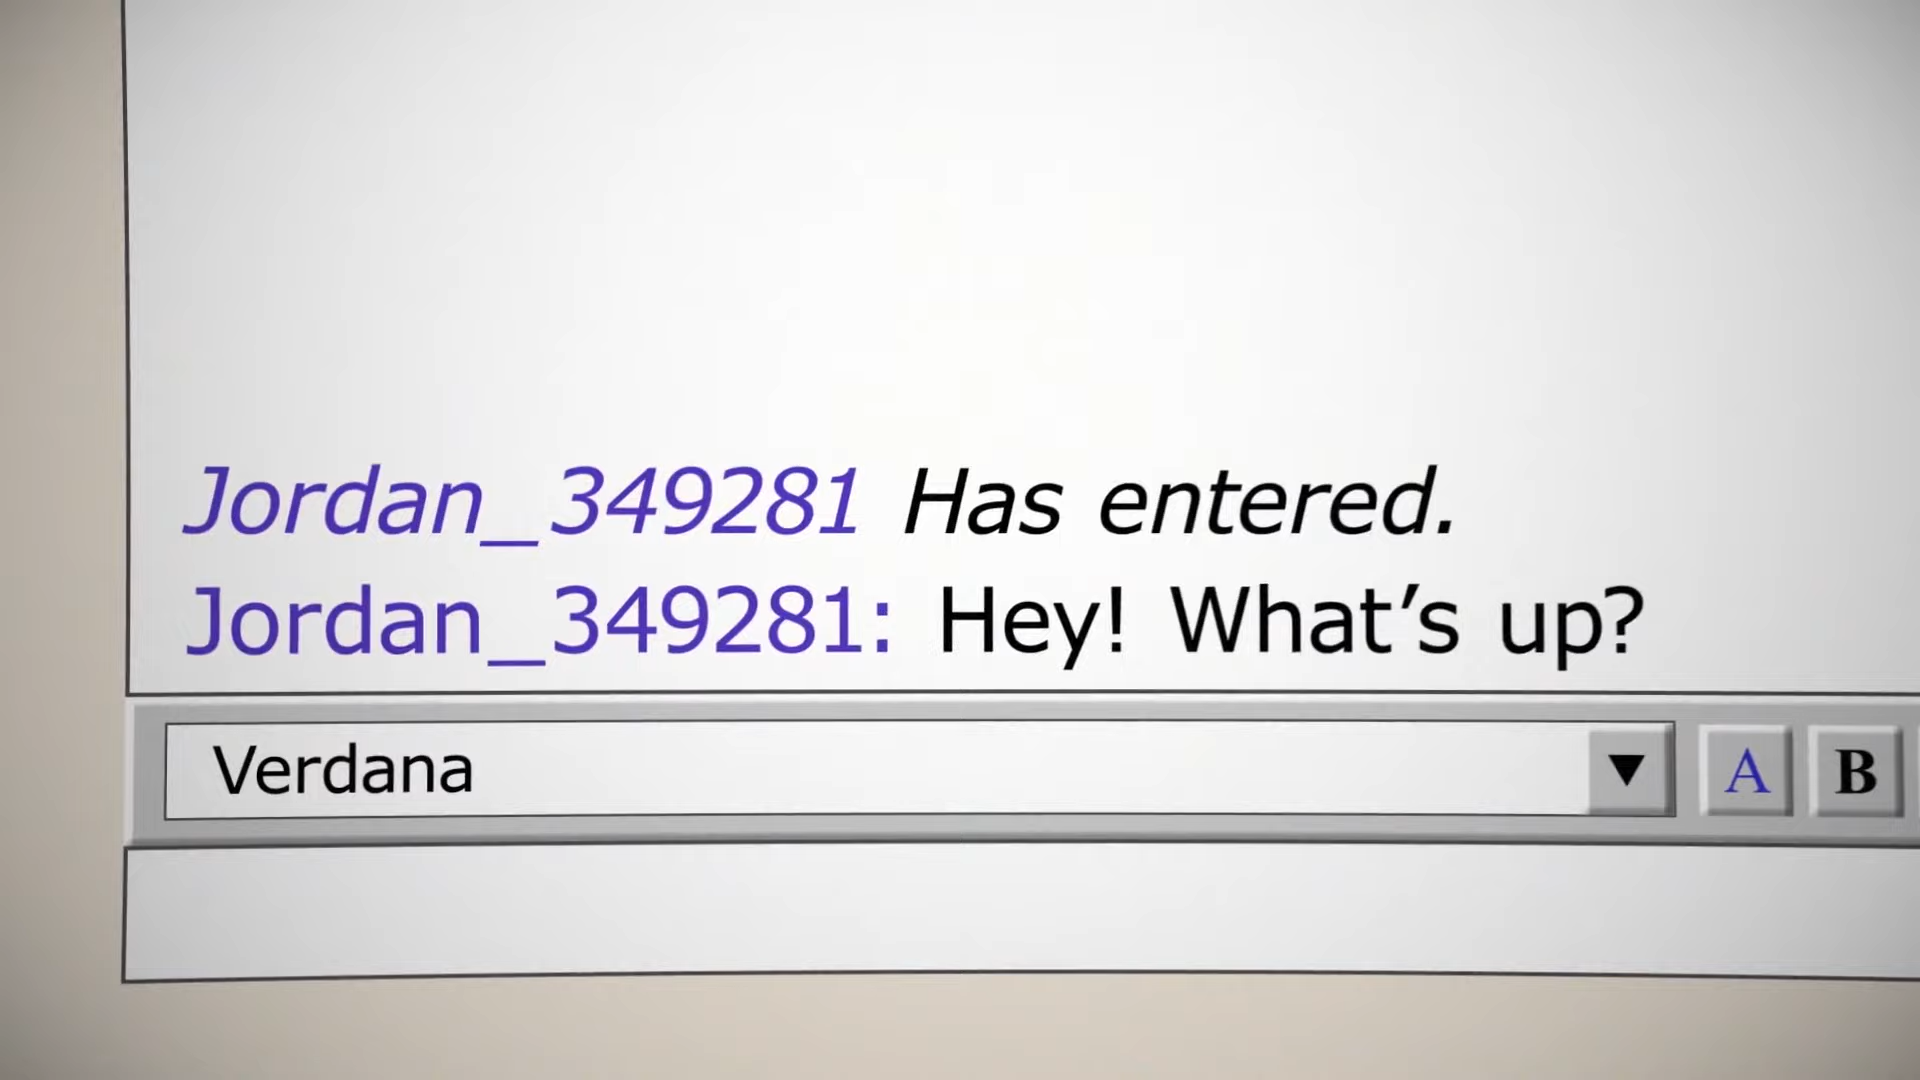 Jordan_349281 Has entered.
Jordan_349281: Hey! What’s up?
Verdana ▼ A B